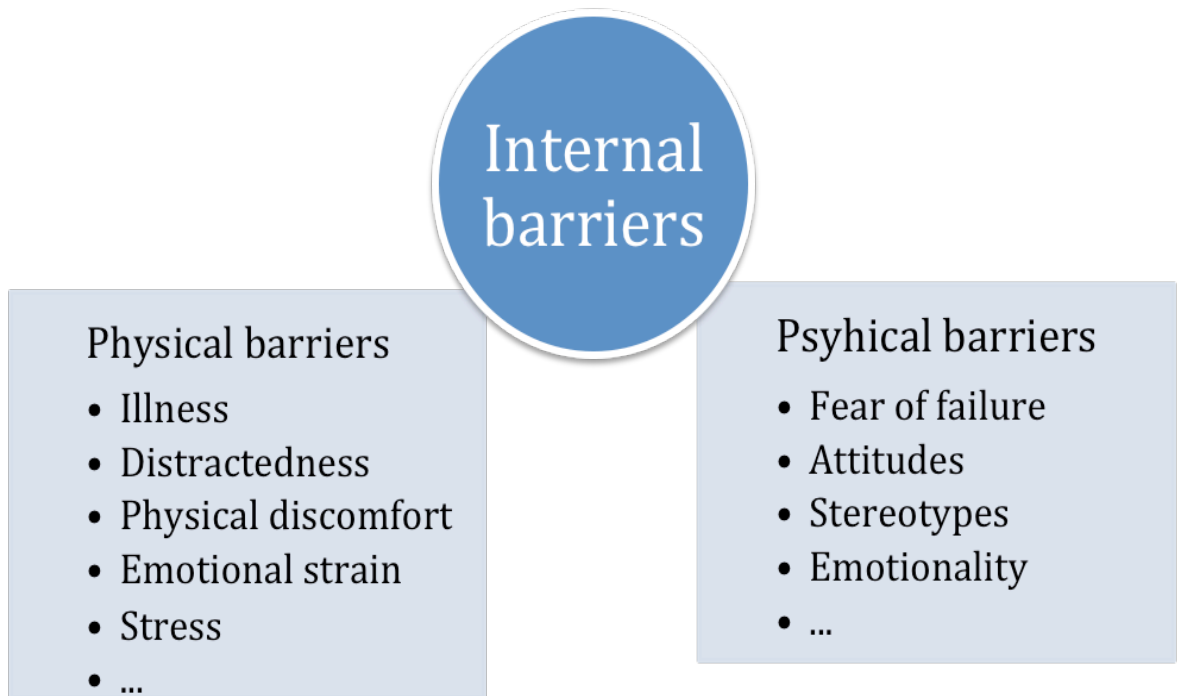 Internal
barriers
Physical barriers
• Illness
• Distractedness
• Physical discomfort
• Emotional strain
• Stress
• ...
Psyhical barriers
• Fear of failure
• Attitudes
• Stereotypes
• Emotionality
• ...